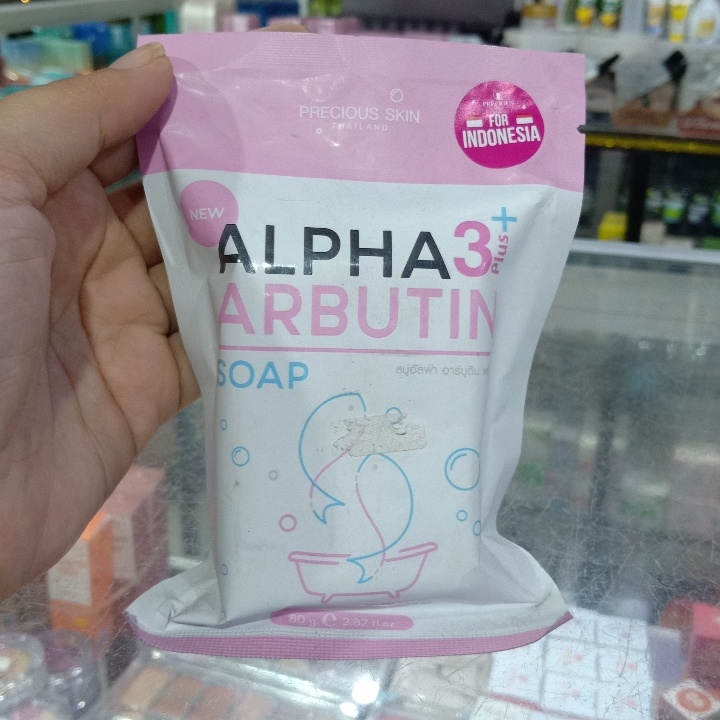 PRECIOUS SKIN
THAILAND
PRECIOUS
FOR
INDONESIA
NEW
ALPHA 3 Plus+
ARBUTIN
SOAP
สบู่อัลฟ่า อาร์บูติน
80 g e 2.82 fl.oz